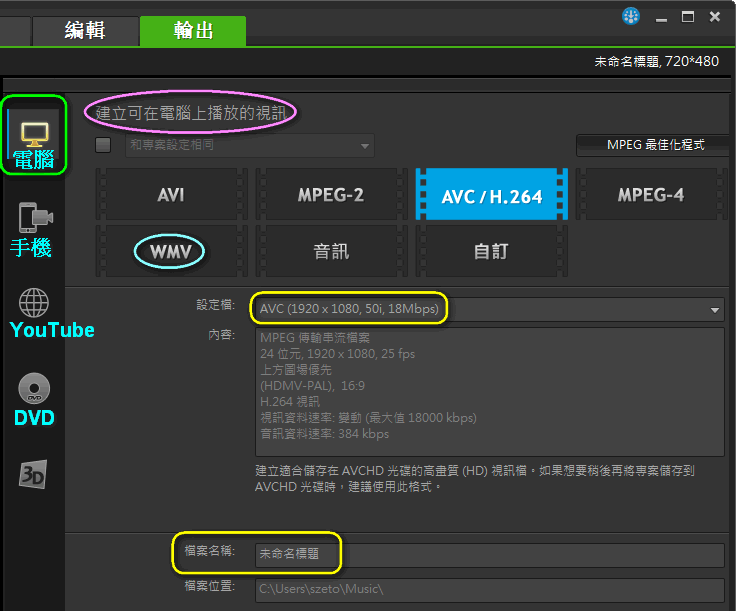 編輯
輸出
未命名標題, 720*480
電腦
建立可在電腦上播放的視訊
和專案設定相同
MPEG 最佳化程式
AVI
MPEG-2
AVC / H.264
MPEG-4
WMV
音訊
自訂
手機
YouTube
DVD
DVD
3D
設定檔:
AVC (1920 x 1080, 50i, 18Mbps)
內容:
MPEG 傳輸串流檔案
24 位元, 1920 x 1080, 25 fps
上方圖場優先
(HDMV-PAL), 16:9
H.264 視訊
視訊資料速率: 變動 (最大值 18000 kbps)
音訊資料速率: 384 kbps
建立適合儲存在 AVCHD 光碟的高畫質 (HD) 視訊檔。如果想要稍後再將專案儲存到
AVCHD 光碟時，建議使用此格式。
檔案名稱:
未命名標題
檔案位置:
C:\Users\szeto\Music\